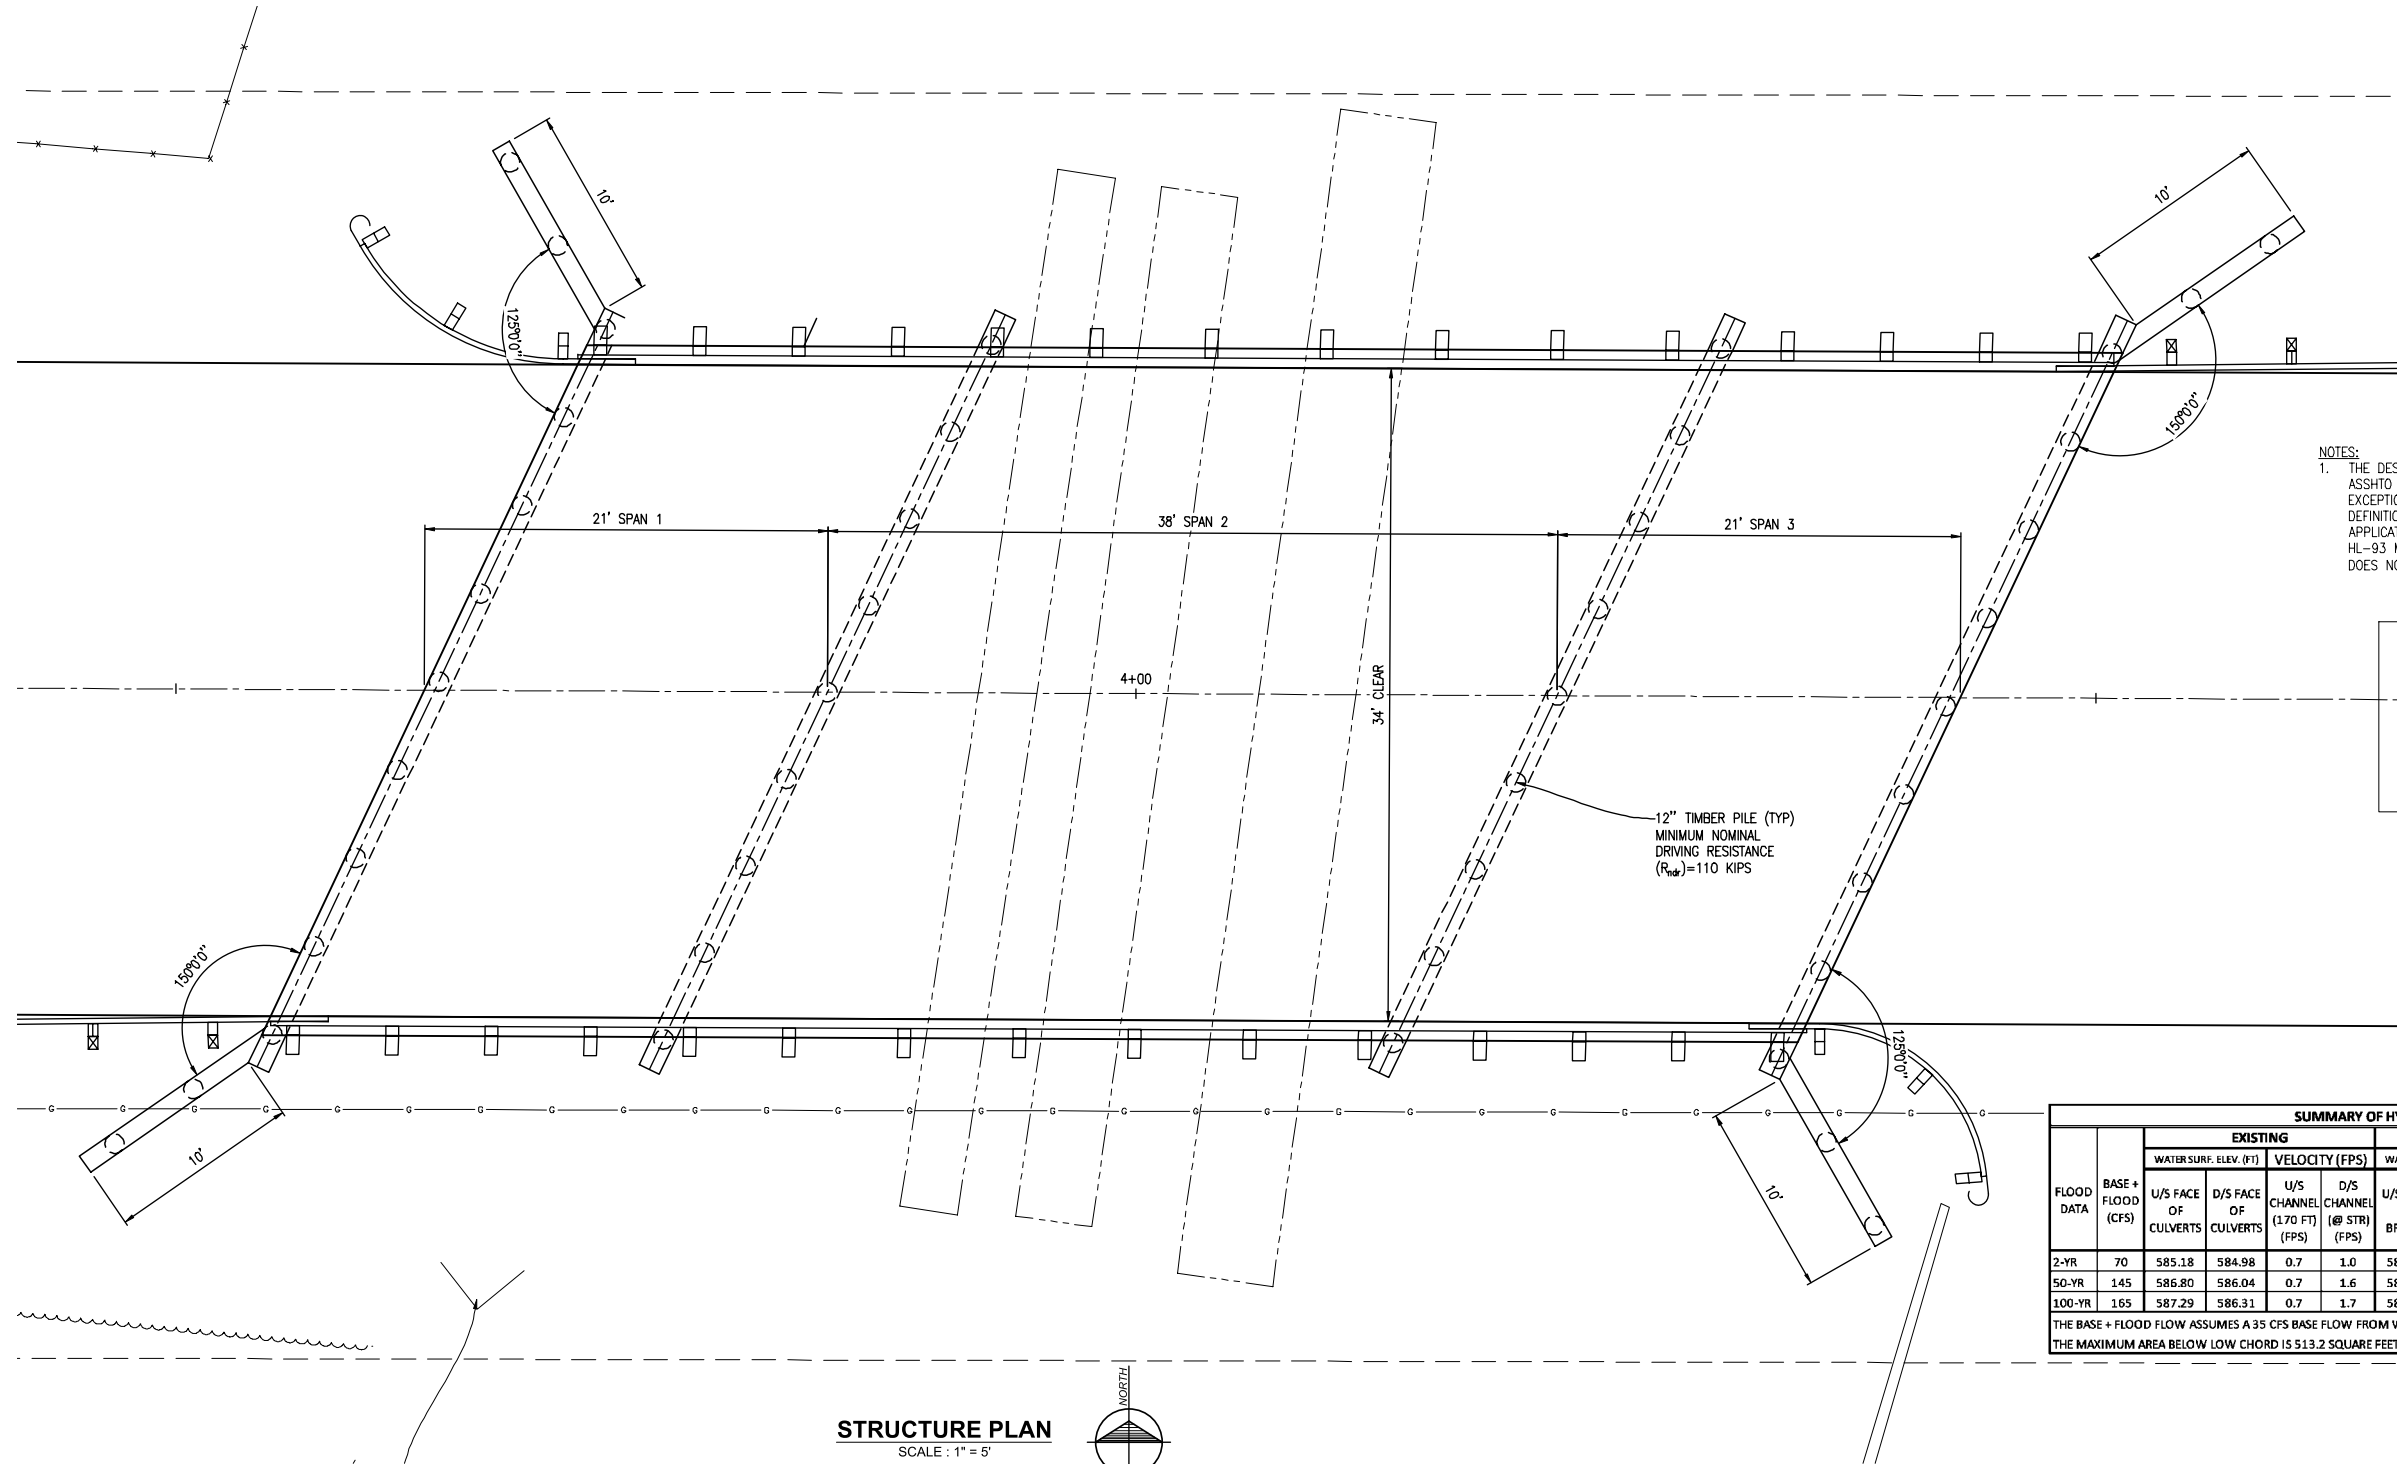 10'
10'
125°0'0"
150°0'0"
NOTES:
1. THE DES
ASSHTO
EXCEPTIO
DEFINITIO
APPLICAT
HL-93 M
DOES NO
21' SPAN 1
38' SPAN 2
21' SPAN 3
4+00
34' CLEAR
12" TIMBER PILE (TYP)
MINIMUM NOMINAL
DRIVING RESISTANCE
(Rndr)=110 KIPS
150°0'0"
125°0'0"
G G G G G G G G G G G G G G G G G G G G G G G G G G G G
10'
10'
SUMMARY OF HY
EXISTING
WATER SURF. ELEV. (FT) VELOCITY (FPS) WA
FLOOD DATA
BASE + FLOOD (CFS)
U/S FACE OF CULVERTS
D/S FACE OF CULVERTS
U/S CHANNEL (170 FT) (FPS)
D/S CHANNEL (@ STR) (FPS)
U/S
BR
2-YR 70 585.18 584.98 0.7 1.0 58
50-YR 145 586.80 586.04 0.7 1.6 58
100-YR 165 587.29 586.31 0.7 1.7 58
THE BASE + FLOOD FLOW ASSUMES A 35 CFS BASE FLOW FROM W
THE MAXIMUM AREA BELOW LOW CHORD IS 513.2 SQUARE FEET
NORTH
STRUCTURE PLAN
SCALE : 1" = 5'